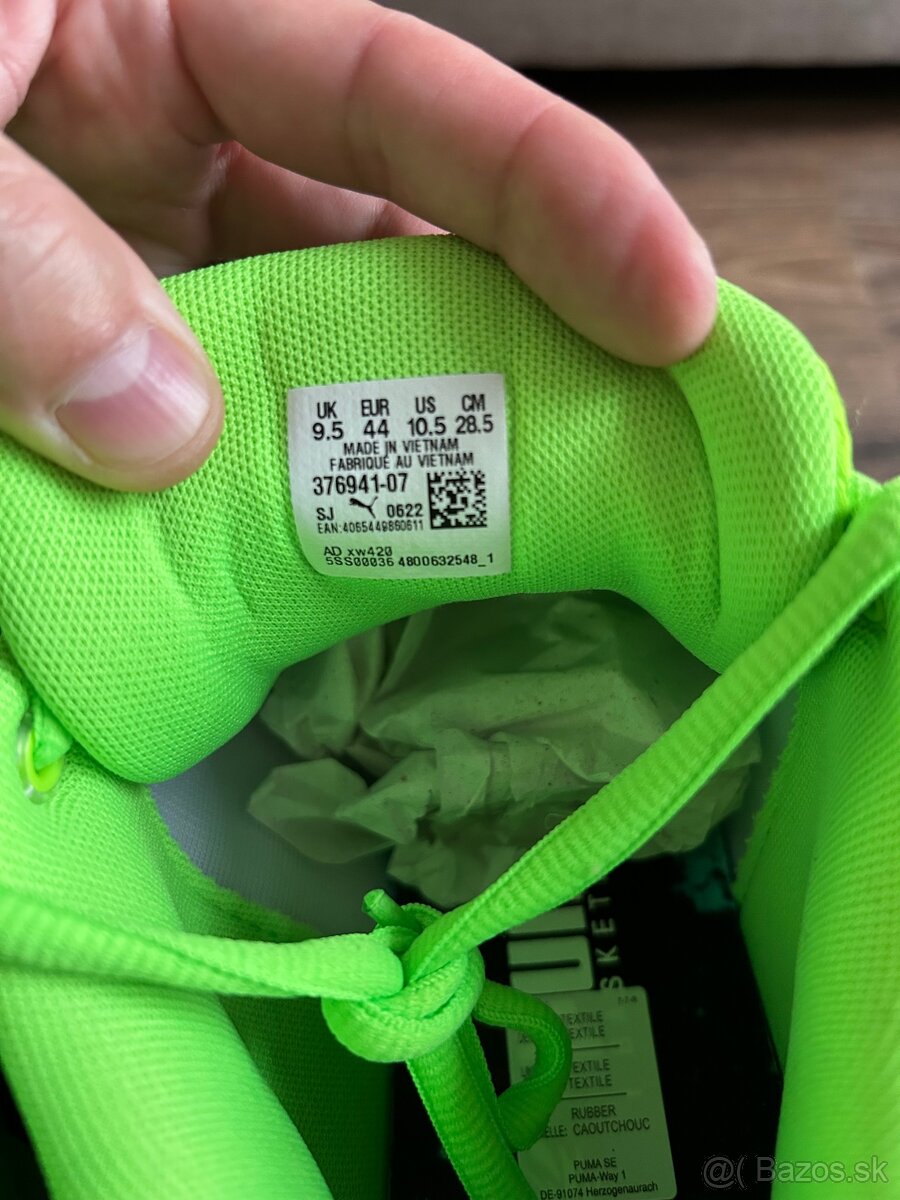 UK EUR US CM
9.5 44 10.5 28.5
MADE IN VIETNAM
FABRIQUÉ AU VIETNAM
376941-07
SJ 0622
EAN:4065449860611
AD xw420
5SS00036 4800632548_1
TEXTILE
TEXTILE
TEXTILE
TEXTILE
RUBBER
CAOUTCHOUC
PUMA SE
PUMA-Way 1
DE-91074 Herzogenaurach
@( Bazos.sk